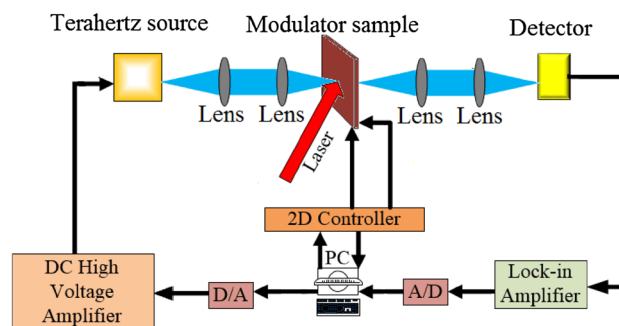 Terahertz source
Modulator sample
Detector
Lens
Lens
Lens
Lens
Laser
2D Controller
PC
DC High
Voltage
Amplifier
D/A
A/D
Lock-in
Amplifier